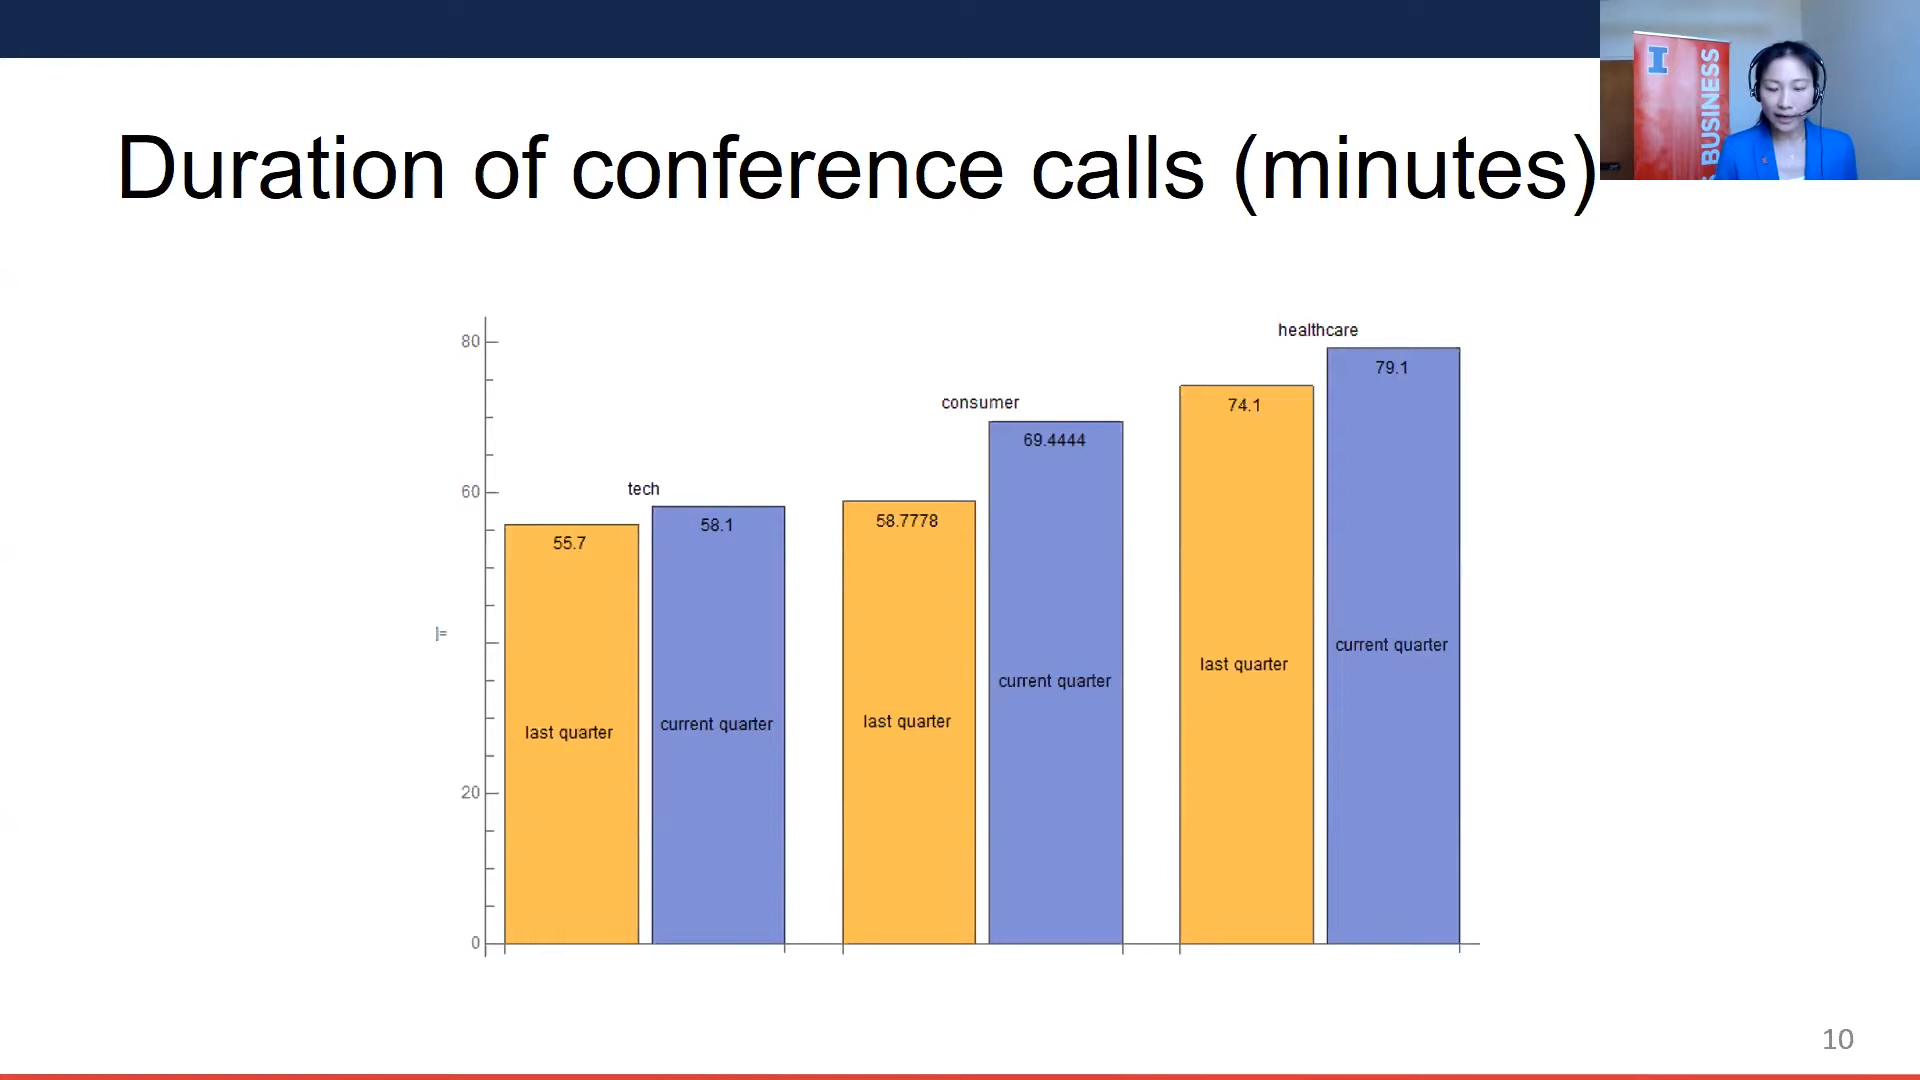 Duration of conference calls (minutes)
I
BUSINESS
80
60
20
0
tech
55.7
last quarter
58.1
current quarter
consumer
58.7778
last quarter
69.4444
current quarter
healthcare
74.1
last quarter
79.1
current quarter
10